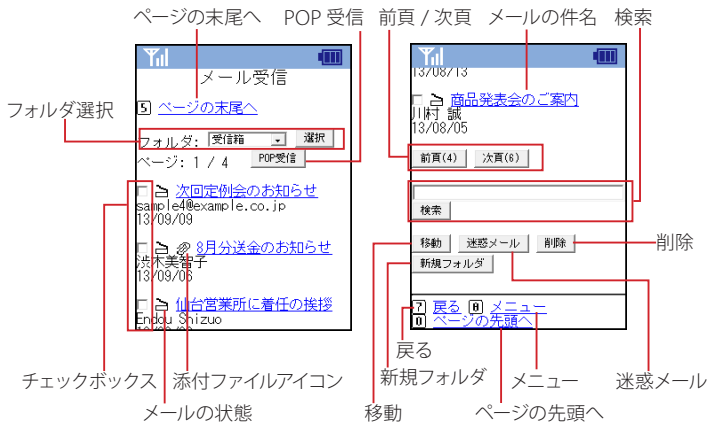 ページの末尾へ
POP 受信
前頁 / 次頁
メールの件名
検索
フォルダ選択
メール受信
5 ページの末尾へ
フォルダ: 受信箱 選択
ページ: 1 / 4 POP受信
次回定例会のお知らせ
sample4@example.co.jp
13/09/09
8月分送金のお知らせ
渋木美智子
13/09/06
仙台営業所に着任の挨拶
Endou Shizuo
13/08/13
商品発表会のご案内
川村 誠
13/08/05
前頁(4) 次頁(6)
検索
移動 迷惑メール 削除
新規フォルダ
7 戻る 8 メニュー
0 ページの先頭へ
削除
チェックボックス
添付ファイルアイコン
メールの状態
戻る
新規フォルダ
移動
メニュー
ページの先頭へ
迷惑メール